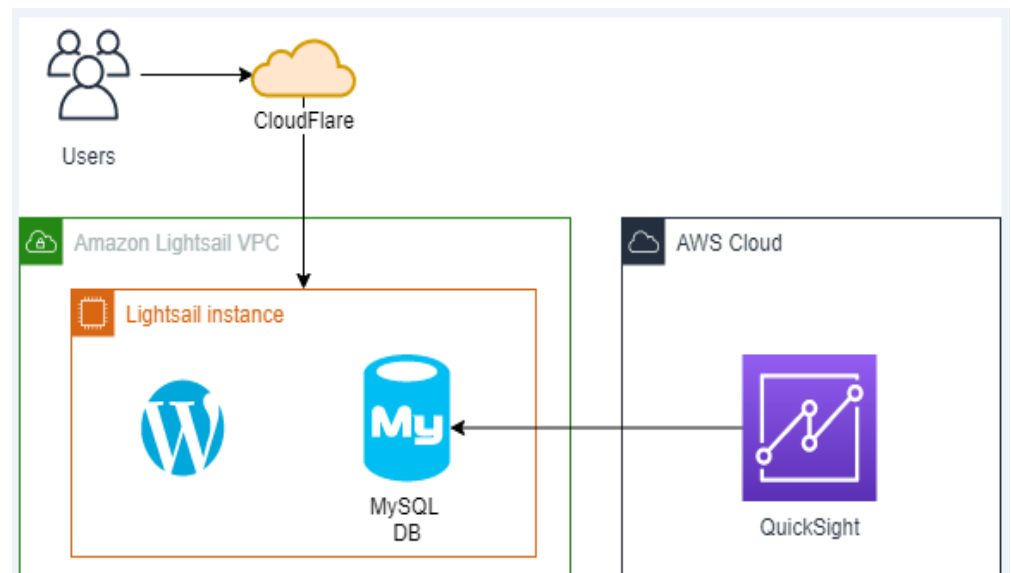 CloudFlare
Users
Amazon Lightsail VPC
AWS Cloud
Lightsail instance
My
MySQL
DB
QuickSight